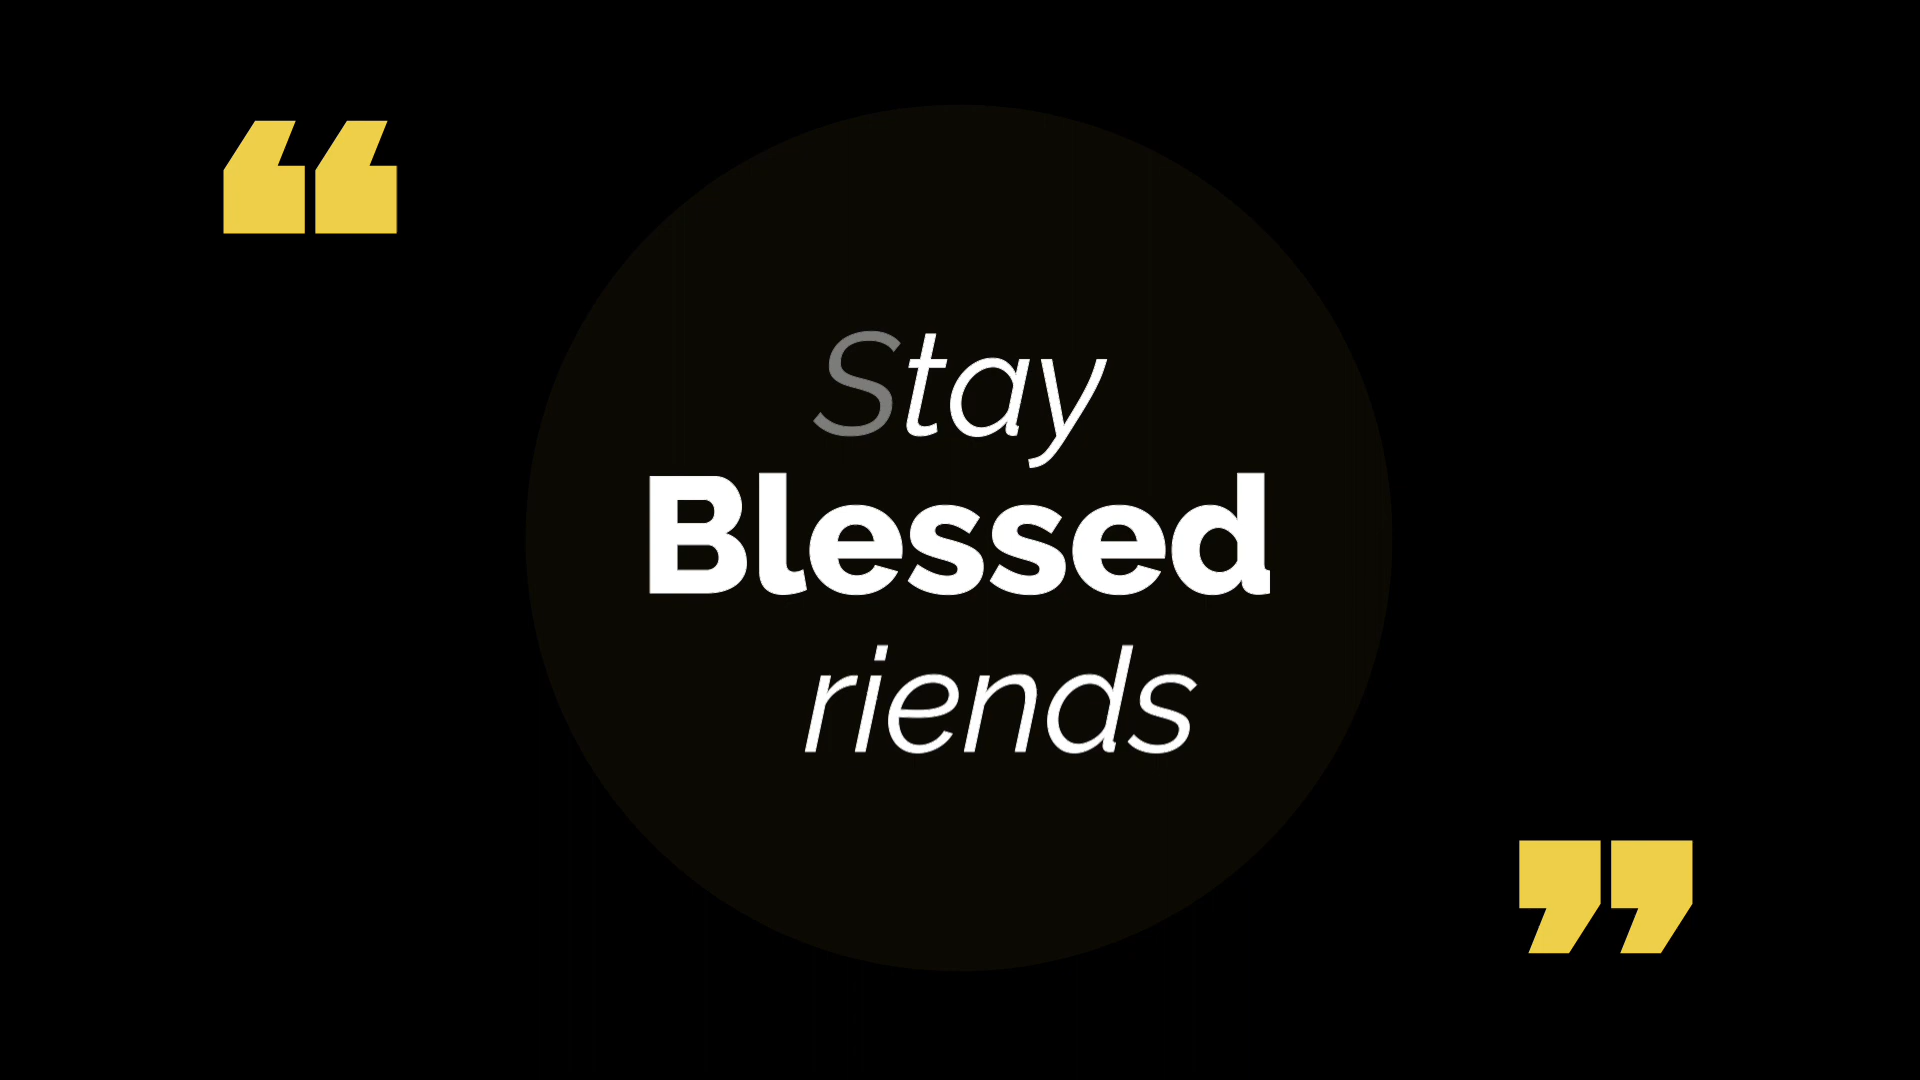 “
Stay
Blessed
riends
”